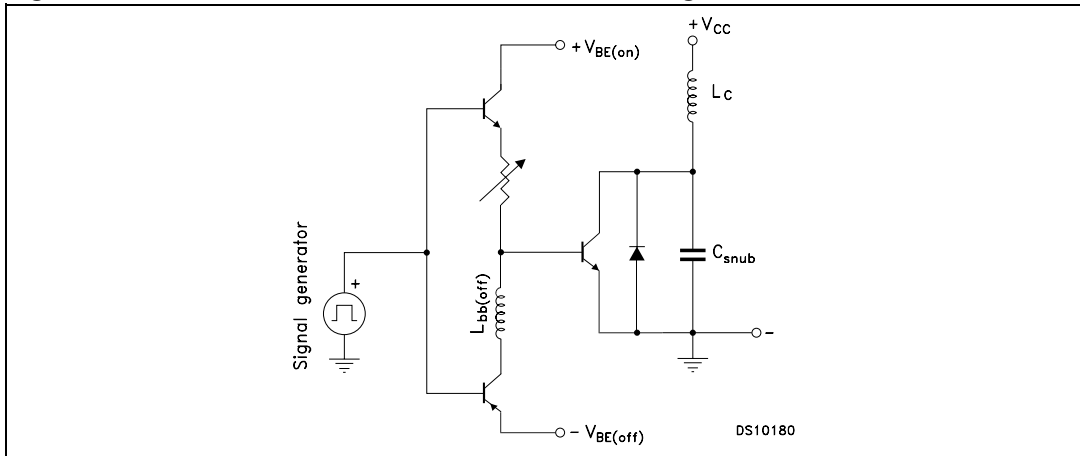 + VCC
+ VBE(on)
LC
Signal generator
+
Lbb(off)
Csnub
-
- VBE(off)
DS10180